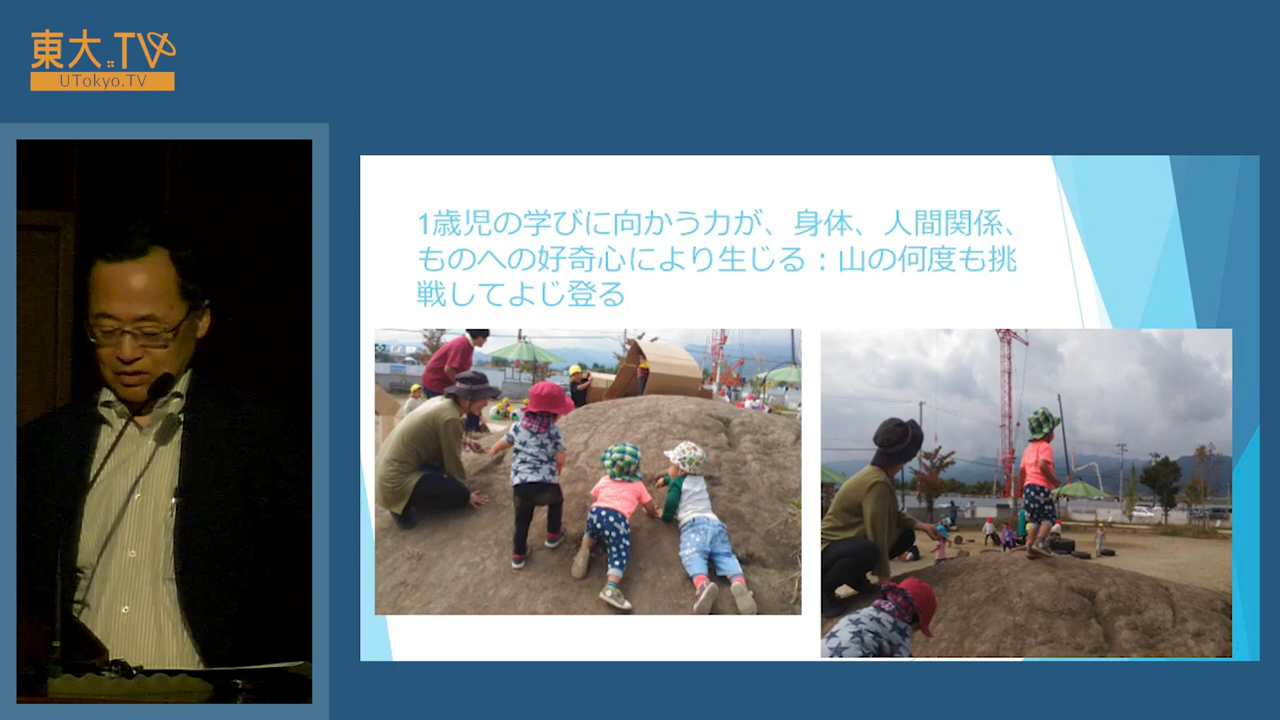 東大.TV
UTokyo.TV
1歳児の学びに向かう力が、身体、人間関係、
ものへの好奇心により生じる：山の何度も挑
戦してよじ登る